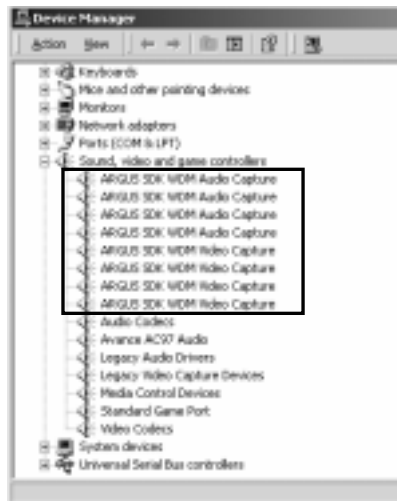 Device Manager
Action View
Keyboards
Mice and other pointing devices
Monitors
Network adapters
Ports (COM & LPT)
Sound, video and game controllers
ARGUS SDK WDM Audio Capture
ARGUS SDK WDM Audio Capture
ARGUS SDK WDM Audio Capture
ARGUS SDK WDM Audio Capture
ARGUS SDK WDM Video Capture
ARGUS SDK WDM Video Capture
ARGUS SDK WDM Video Capture
ARGUS SDK WDM Video Capture
Audio Codecs
Avance AC97 Audio
Legacy Audio Drivers
Legacy Video Capture Devices
Media Control Devices
Standard Game Port
Video Codecs
System devices
Universal Serial Bus controllers